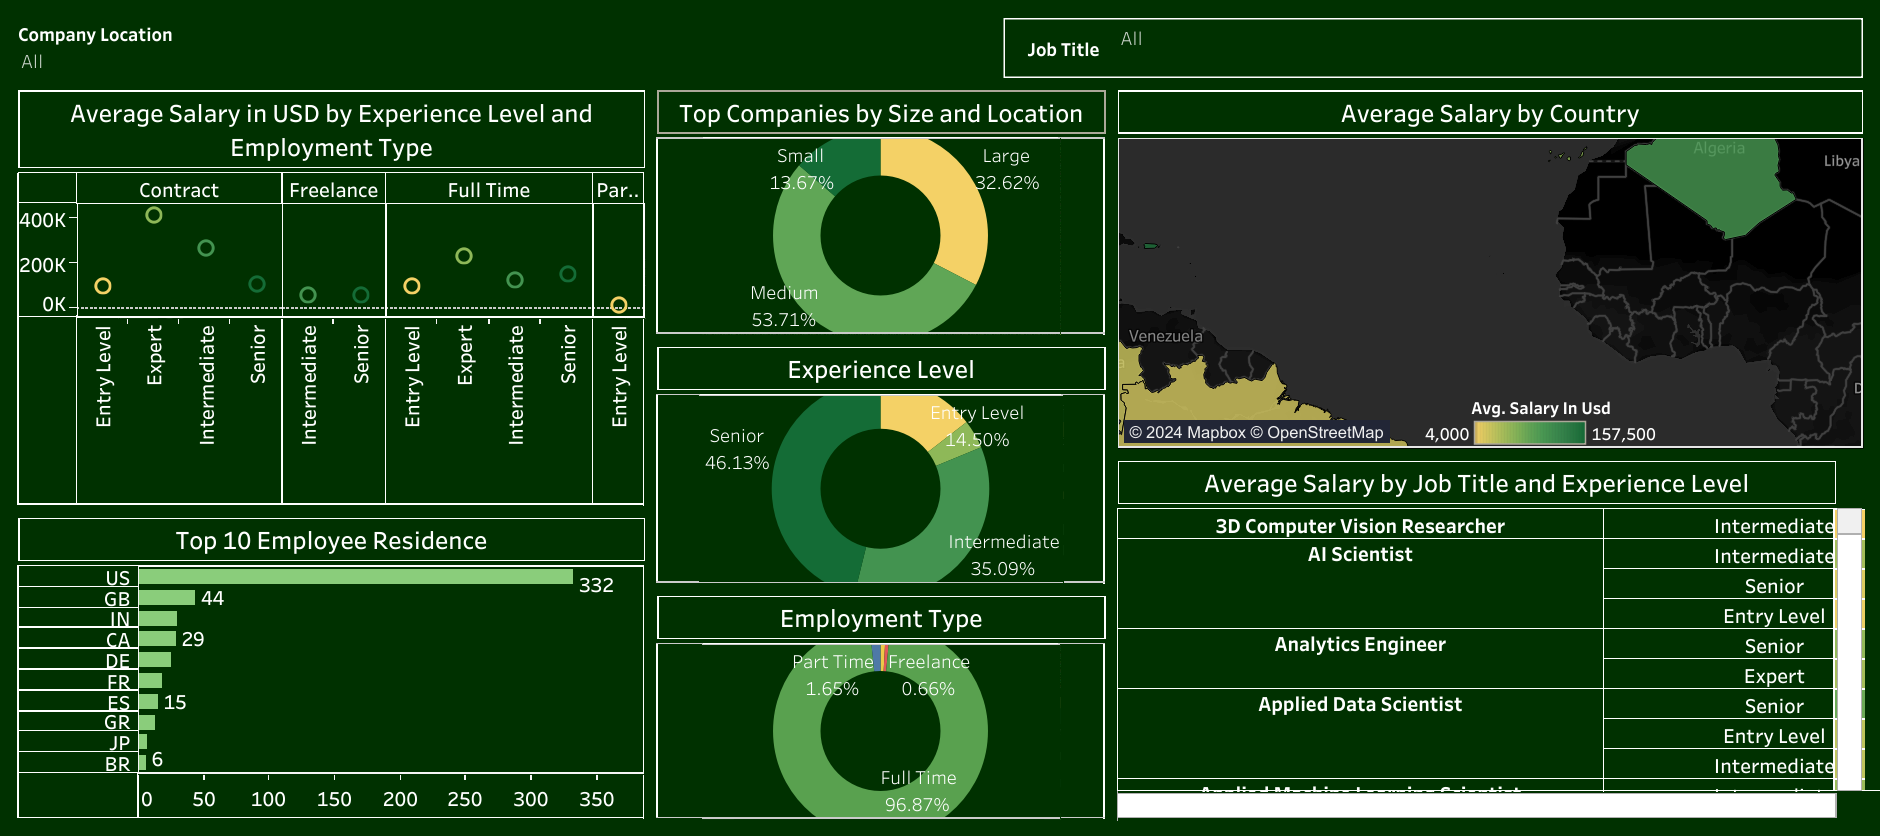 Company Location
All
Job Title
All
Average Salary in USD by Experience Level and
Employment Type
Contract
Freelance
Full Time
Par..
400K
200K
0K
Entry Level
Expert
Intermediate
Senior
Intermediate
Senior
Entry Level
Expert
Intermediate
Senior
Entry Level
Top 10 Employee Residence
US
332
GB
44
IN
CA
29
DE
FR
ES
15
GR
JP
BR
6
0
50
100
150
200
250
300
350
Top Companies by Size and Location
Small
13.67%
Large
32.62%
Medium
53.71%
Experience Level
Entry Level
14.50%
Senior
46.13%
Intermediate
35.09%
Employment Type
Part Time
1.65%
Freelance
0.66%
Full Time
96.87%
Average Salary by Country
Algeria
Libya
Venezuela
a
D
Avg. Salary In Usd
4,000
157,500
© 2024 Mapbox © OpenStreetMap
Average Salary by Job Title and Experience Level
3D Computer Vision Researcher
Intermediate
AI Scientist
Intermediate
Senior
Entry Level
Analytics Engineer
Senior
Expert
Applied Data Scientist
Senior
Entry Level
Intermediate
Applied Machine Learning Scientist